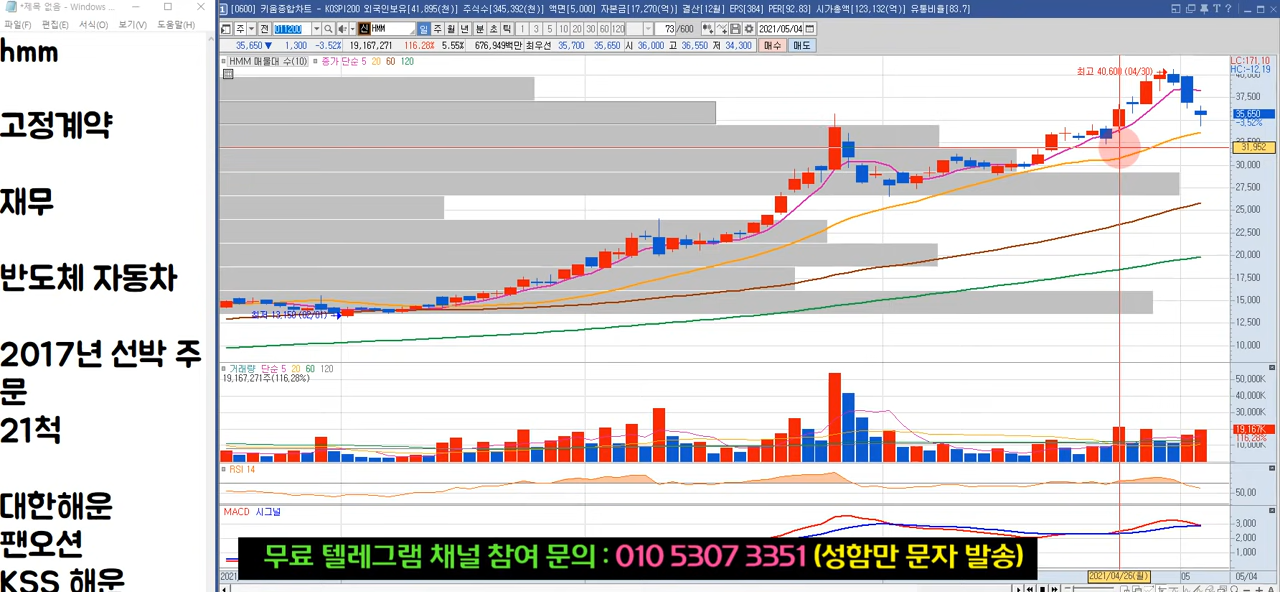 *제목 없음 - Windows ...
파일(F) 편집(E) 서식(O) 보기(V) 도움말(H)
hmm
고정계약
재무
반도체 자동차
2017년 선박 주
문
21척
대한해운
팬오션
KSS 해운
[0600] 키움종합차트 - KOSPI200 외국인보유[41,895(천)] 주식수[345,392(천)] 액면[5,000] 자본금[17,270(억)] 결산[12월] EPS[384] PER[92.83] 시가총액[123,132(억)] 유통비율[83.7]
주 전 011200 신 HMM 일 주 월 년 분 초 틱 1 3 5 10 20 30 60 120 73 /600 2021/05/04
35,650 ▼ 1,300 -3.52% 19,167,271 116.28% 5.55% 676,949백만 최우선 35,700 35,650 시 36,000 고 36,550 저 34,300 매수 매도
HMM 매물대 수(10) 종가 단순 5 20 60 120
LC:171.10
HC:-12.19
최고 40,600 (04/30)
40,000
37,500
35,650
-3.52%
32,500
31,952
30,000
27,500
25,000
22,500
20,000
17,500
15,000
12,500
10,000
최저 13,150 (02/01)
거래량 단순 5 20 60 120
19,167,271주(116.28%)
50,000K
40,000K
30,000K
19,167K
116.28%
10,000K
RSI 14
50.00
MACD 시그널
3,000
2,000
1,000
무료 텔레그램 채널 참여 문의 : 010 5307 3351 (성함만 문자 발송)
2021 2021/04/26(월) 05 05/04